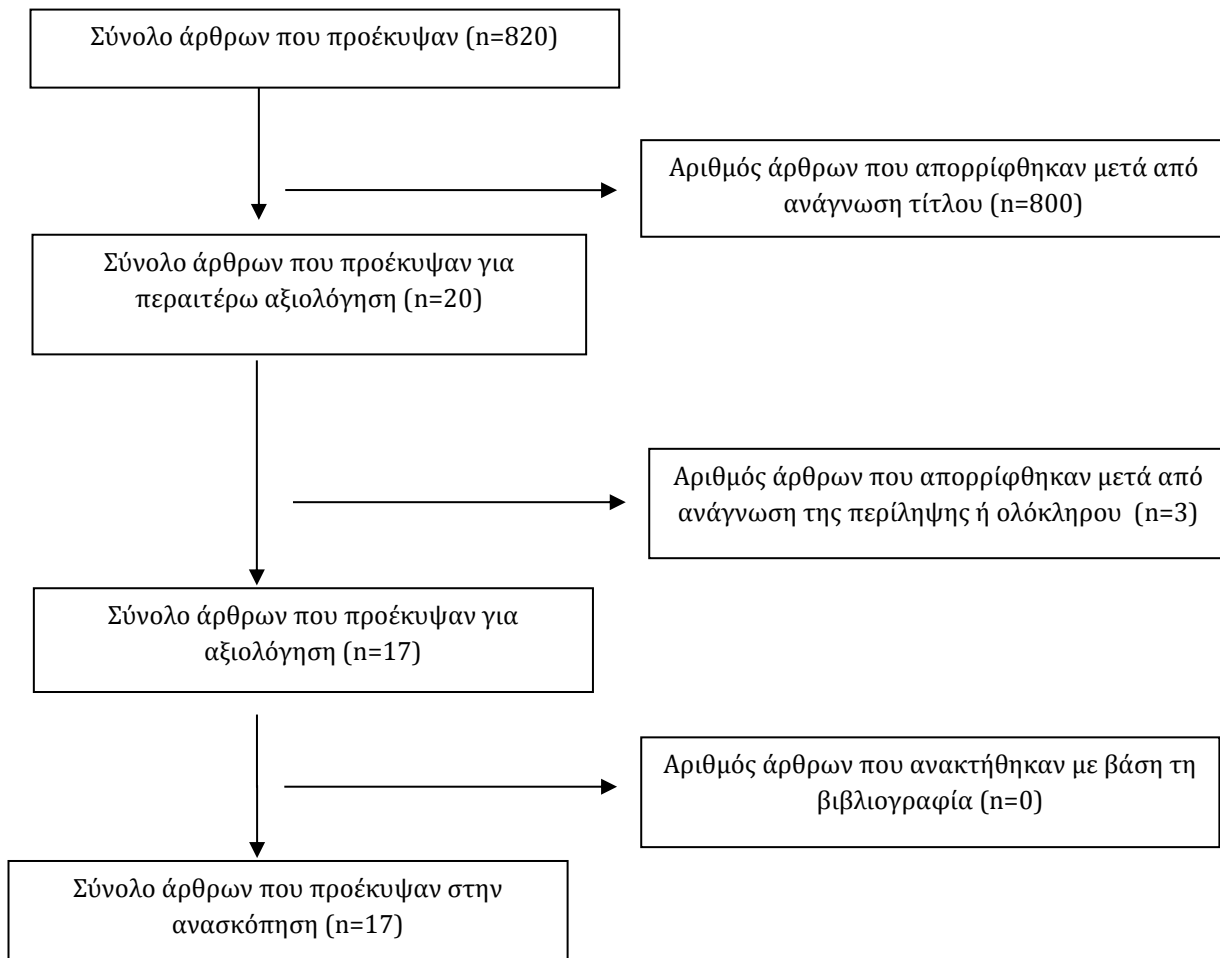 Σύνολο άρθρων που προέκυψαν (n=820)
Αριθμός άρθρων που απορρίφθηκαν μετά από
ανάγνωση τίτλου (n=800)
Σύνολο άρθρων που προέκυψαν για
περαιτέρω αξιολόγηση (n=20)
Αριθμός άρθρων που απορρίφθηκαν μετά από
ανάγνωση της περίληψης ή ολόκληρου (n=3)
Σύνολο άρθρων που προέκυψαν για
αξιολόγηση (n=17)
Αριθμός άρθρων που ανακτήθηκαν με βάση τη
βιβλιογραφία (n=0)
Σύνολο άρθρων που προέκυψαν στην
ανασκόπηση (n=17)